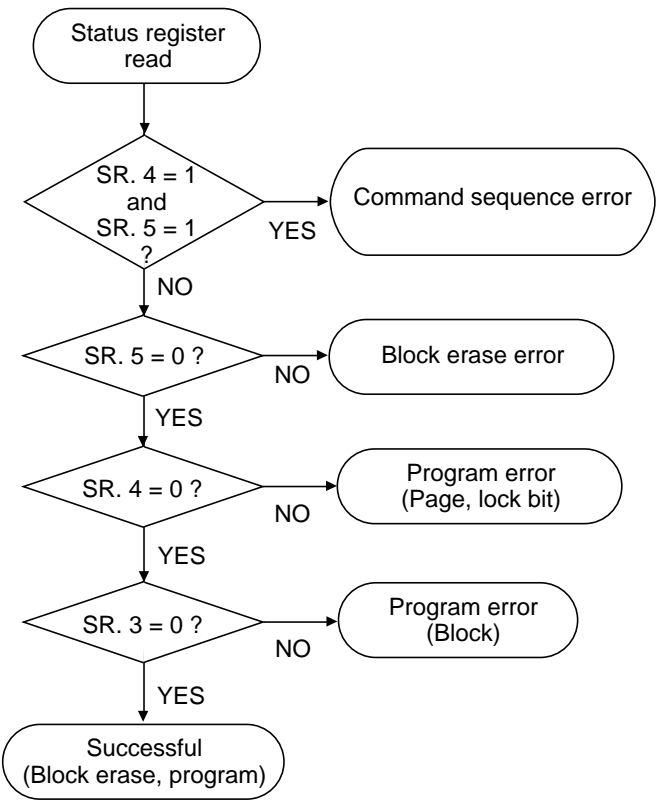 Status register
read
SR. 4 = 1
and
SR. 5 = 1
?
YES
Command sequence error
NO
SR. 5 = 0 ?
NO
Block erase error
YES
SR. 4 = 0 ?
NO
Program error
(Page, lock bit)
YES
SR. 3 = 0 ?
NO
Program error
(Block)
YES
Successful
(Block erase, program)